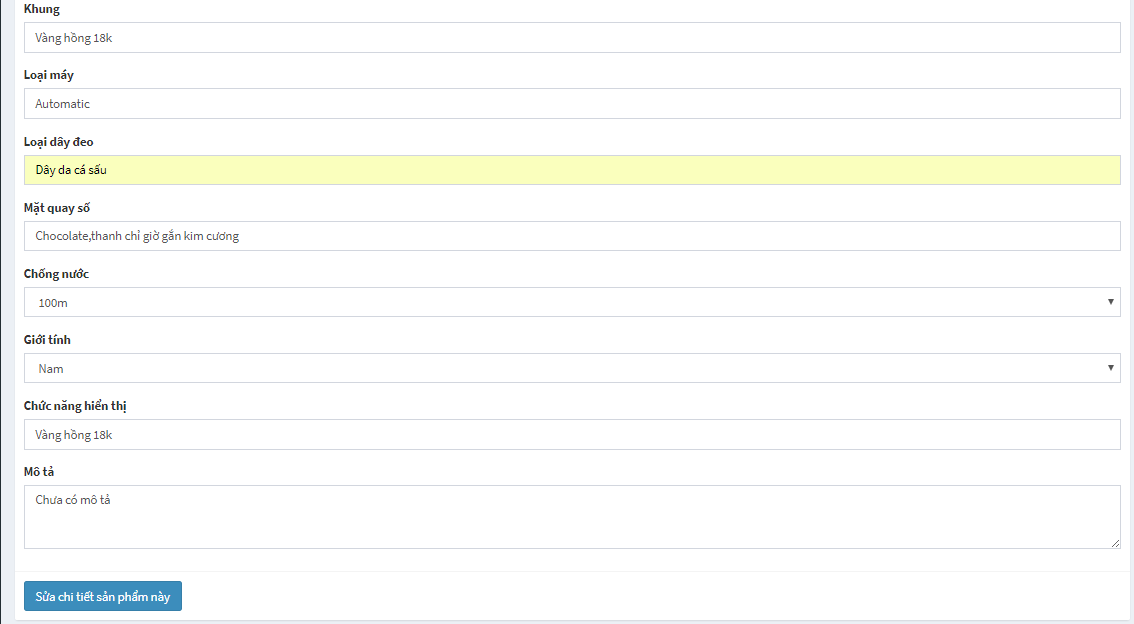 Khung
Vàng hồng 18k
Loại máy
Automatic
Loại dây đeo
Dây da cá sấu
Mặt quay số
Chocolate,thanh chỉ giờ gắn kim cương
Chống nước
100m
Giới tính
Nam
Chức năng hiển thị
Vàng hồng 18k
Mô tả
Chưa có mô tả
Sửa chi tiết sản phẩm này